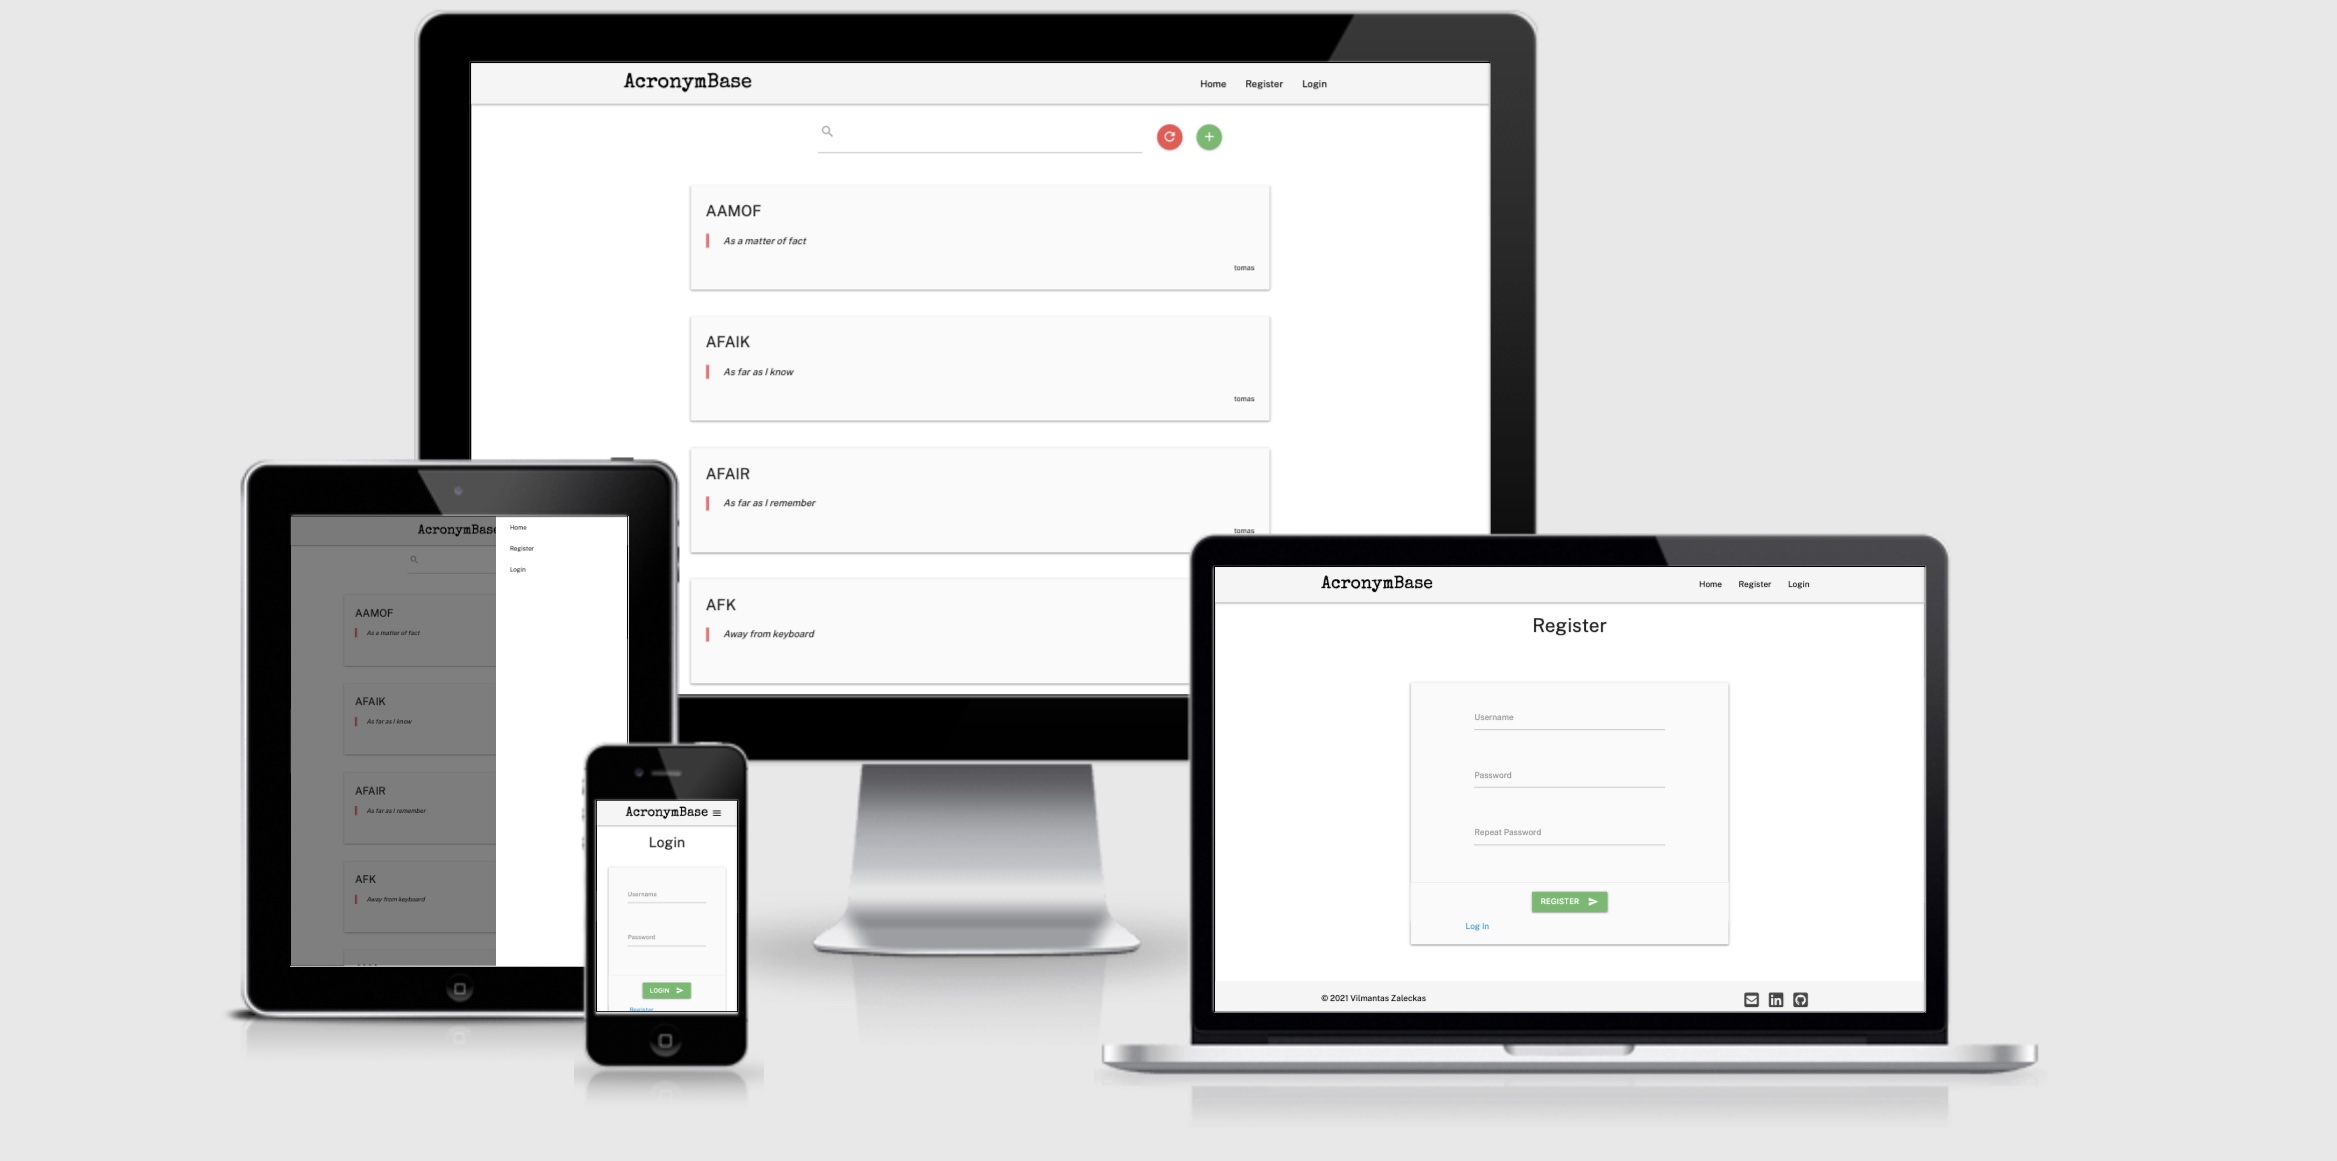 AcronymBase
Home Register Login
AAMOF
As a matter of fact
tomas
AFAIK
As far as I know
tomas
AFAIR
As far as I remember
tomas
AFK
Away from keyboard
AcronymBase
Home
Register
Login
AAMOF
As a matter of fact
AFAIK
As far as I know
AFAIR
As far as I remember
AFK
Away from keyboard
AcronymBase
Login
Username
Password
LOGIN
Register
AcronymBase
Home Register Login
Register
Username
Password
Repeat Password
REGISTER
Log In
© 2021 Vilmantas Zaleckas